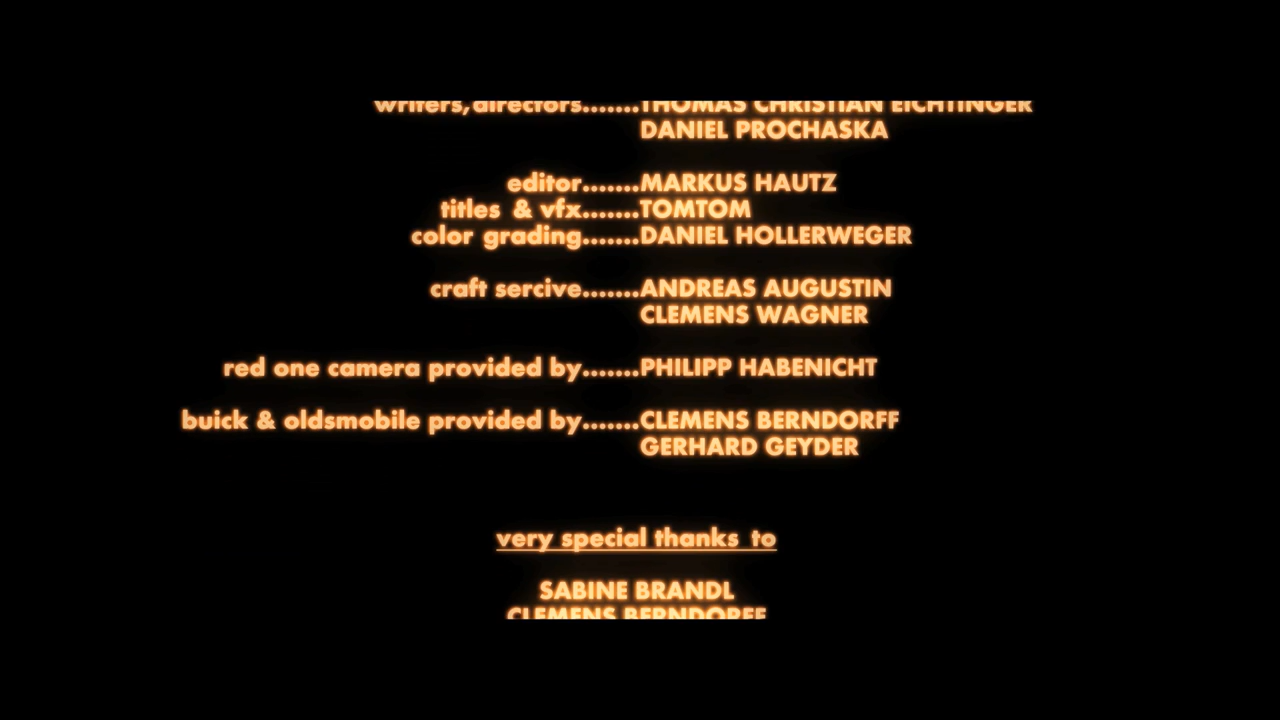 writers,directors.......THOMAS CHRISTIAN EICHTINGER
DANIEL PROCHASKA
editor.......MARKUS HAUTZ
titles & vfx.......TOMTOM
color grading.......DANIEL HOLLERWEGER
craft sercive.......ANDREAS AUGUSTIN
CLEMENS WAGNER
red one camera provided by.......PHILIPP HABENICHT
buick & oldsmobile provided by.......CLEMENS BERNDORFF
GERHARD GEYDER
very special thanks to
SABINE BRANDL
CLEMENS BERNDORFF